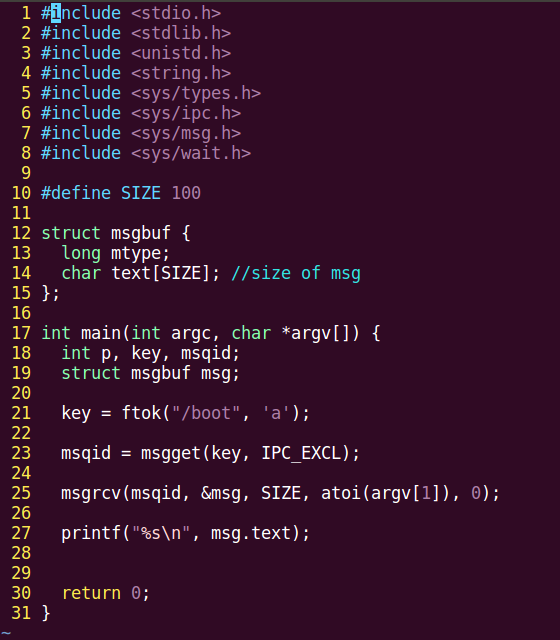 1 #include <stdio.h>
2 #include <stdlib.h>
3 #include <unistd.h>
4 #include <string.h>
5 #include <sys/types.h>
6 #include <sys/ipc.h>
7 #include <sys/msg.h>
8 #include <sys/wait.h>
9
10 #define SIZE 100
11
12 struct msgbuf {
13   long mtype;
14   char text[SIZE]; //size of msg
15 };
16
17 int main(int argc, char *argv[]) {
18   int p, key, msqid;
19   struct msgbuf msg;
20
21   key = ftok("/boot", 'a');
22
23   msqid = msgget(key, IPC_EXCL);
24
25   msgrcv(msqid, &msg, SIZE, atoi(argv[1]), 0);
26
27   printf("%s\n", msg.text);
28
29
30   return 0;
31 }
~